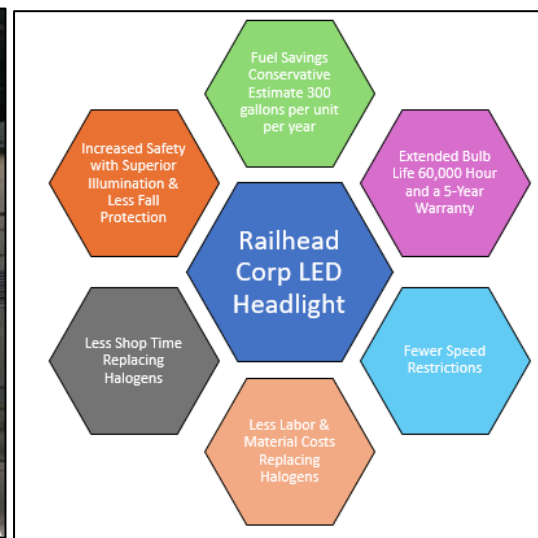 Fuel Savings
Conservative
Estimate 300
gallons per unit
per year
Increased Safety
with Superior
Illumination &
Less Fall
Protection
Extended Bulb
Life 60,000 Hour
and a 5-Year
Warranty
Railhead
Corp LED
Headlight
Less Shop Time
Replacing
Halogens
Fewer Speed
Restrictions
Less Labor &
Material Costs
Replacing
Halogens